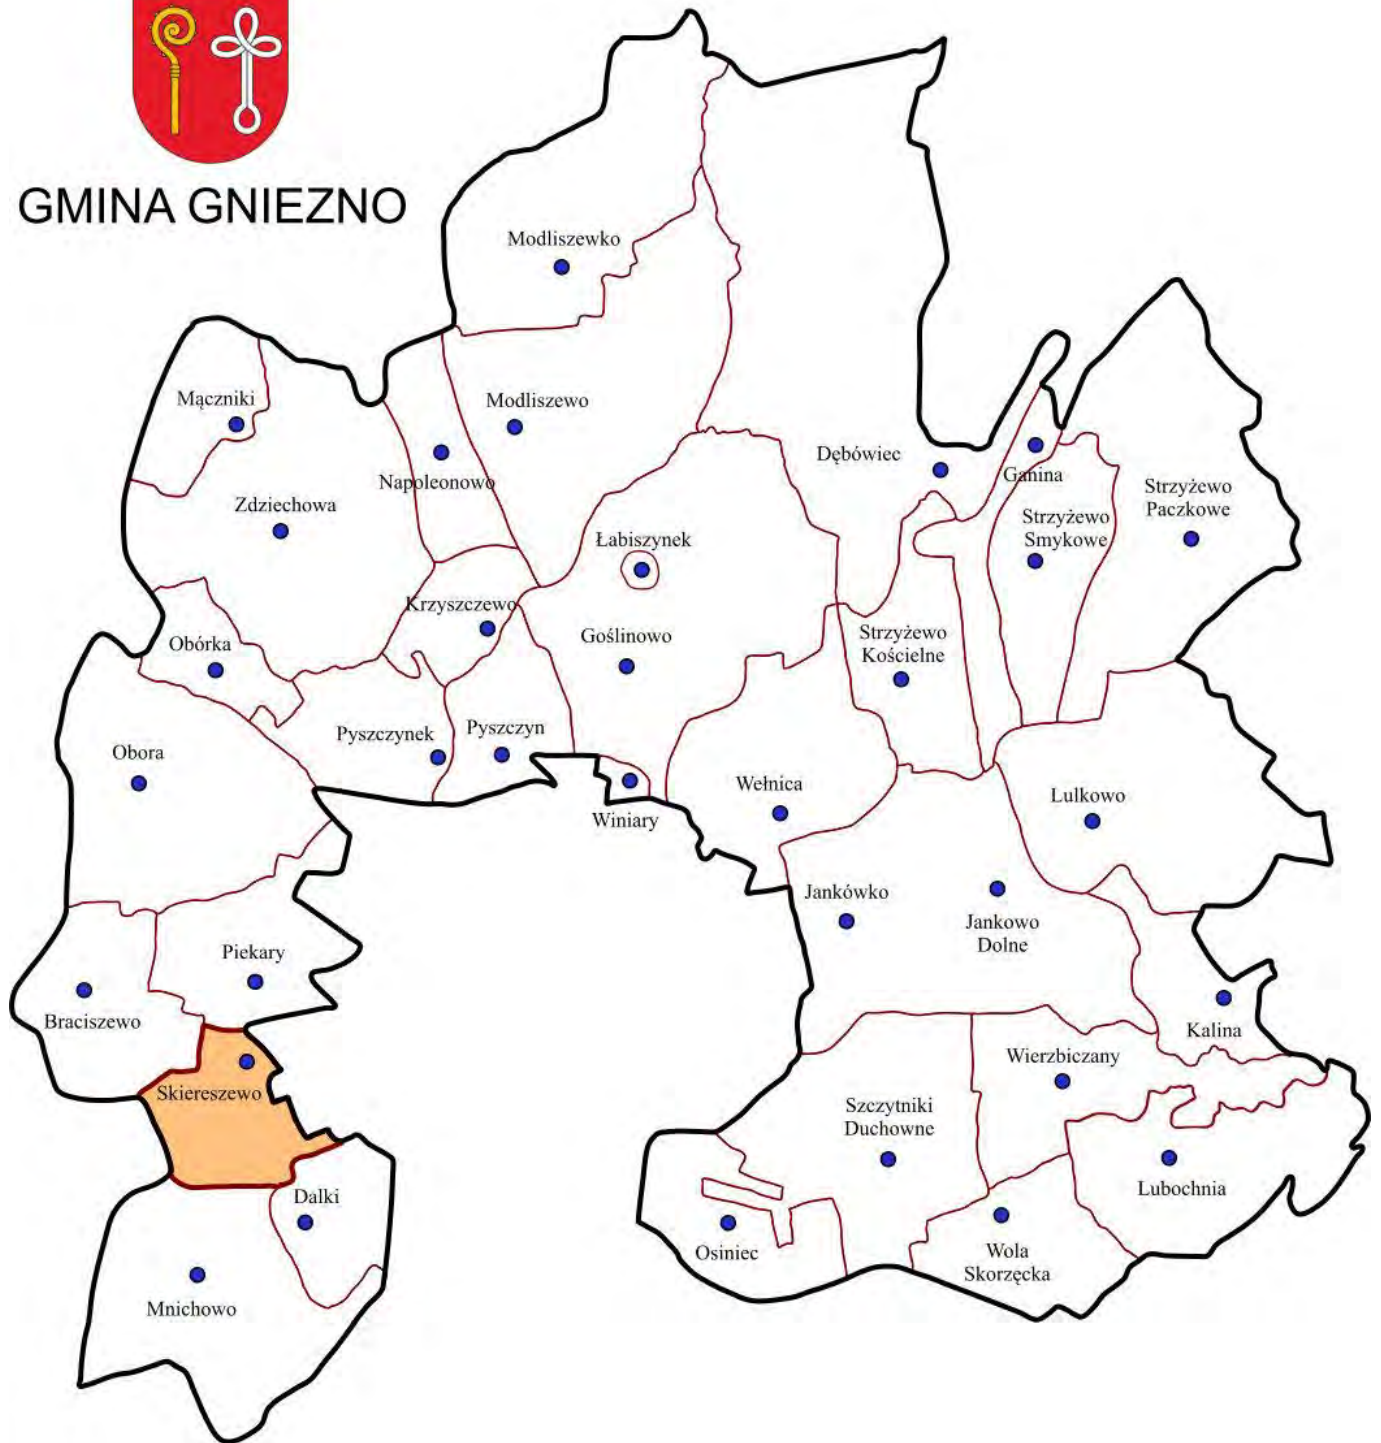 GMINA GNIEZNO
Modliszewko
Mączniki
Modliszewo
Dębówiec
Ganina
Napoleonowo
Strzyżewo
Paczkowe
Zdziechowa
Strzyżewo
Smykowe
Łabiszynek
Krzyszczewo
Goślinowo
Strzyżewo
Kościelne
Obórka
Pyszczynek
Pyszczyn
Obora
Wełnica
Lulkowo
Winiary
Jankówko
Jankowo
Dolne
Piekary
Braciszewo
Kalina
Wierzbiczany
Skiereszewo
Szczytniki
Duchowne
Lubochnia
Dalki
Osiniec
Wola
Skorzęcka
Mnichowo